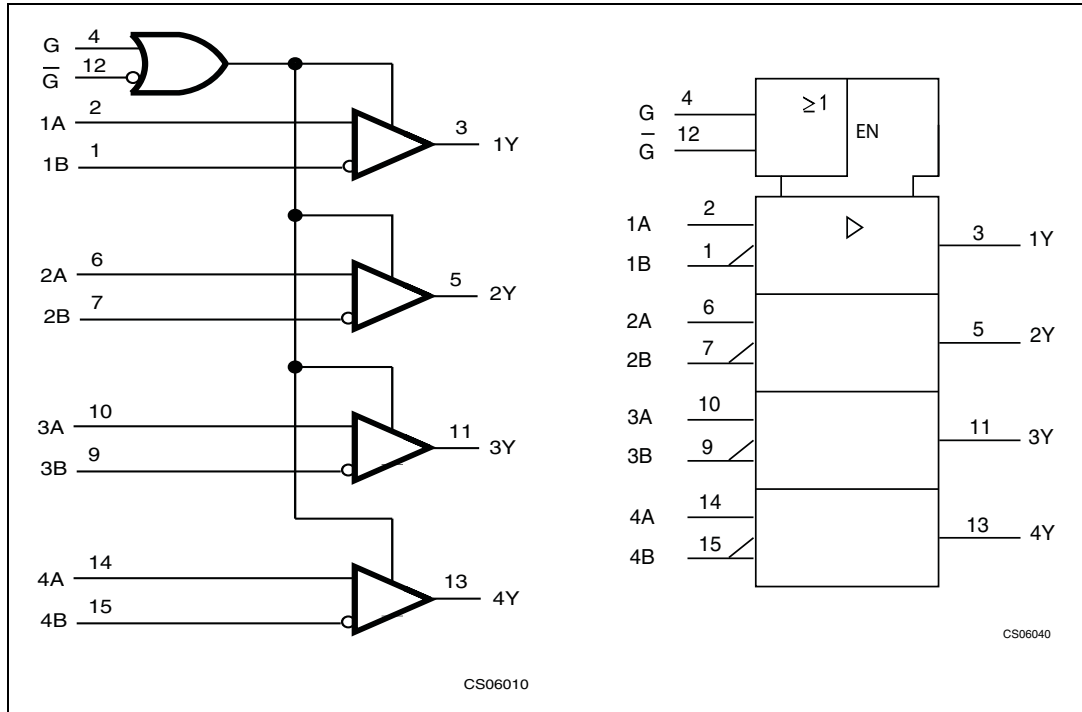 G 4
G̅ 12
1A 2
1B 1
3 1Y
2A 6
2B 7
5 2Y
3A 10
3B 9
11 3Y
4A 14
4B 15
13 4Y
CS06010
G 4
G̅ 12
≥1
EN
1A 2
1B 1
3 1Y
2A 6
2B 7
5 2Y
3A 10
3B 9
11 3Y
4A 14
4B 15
13 4Y
CS06040